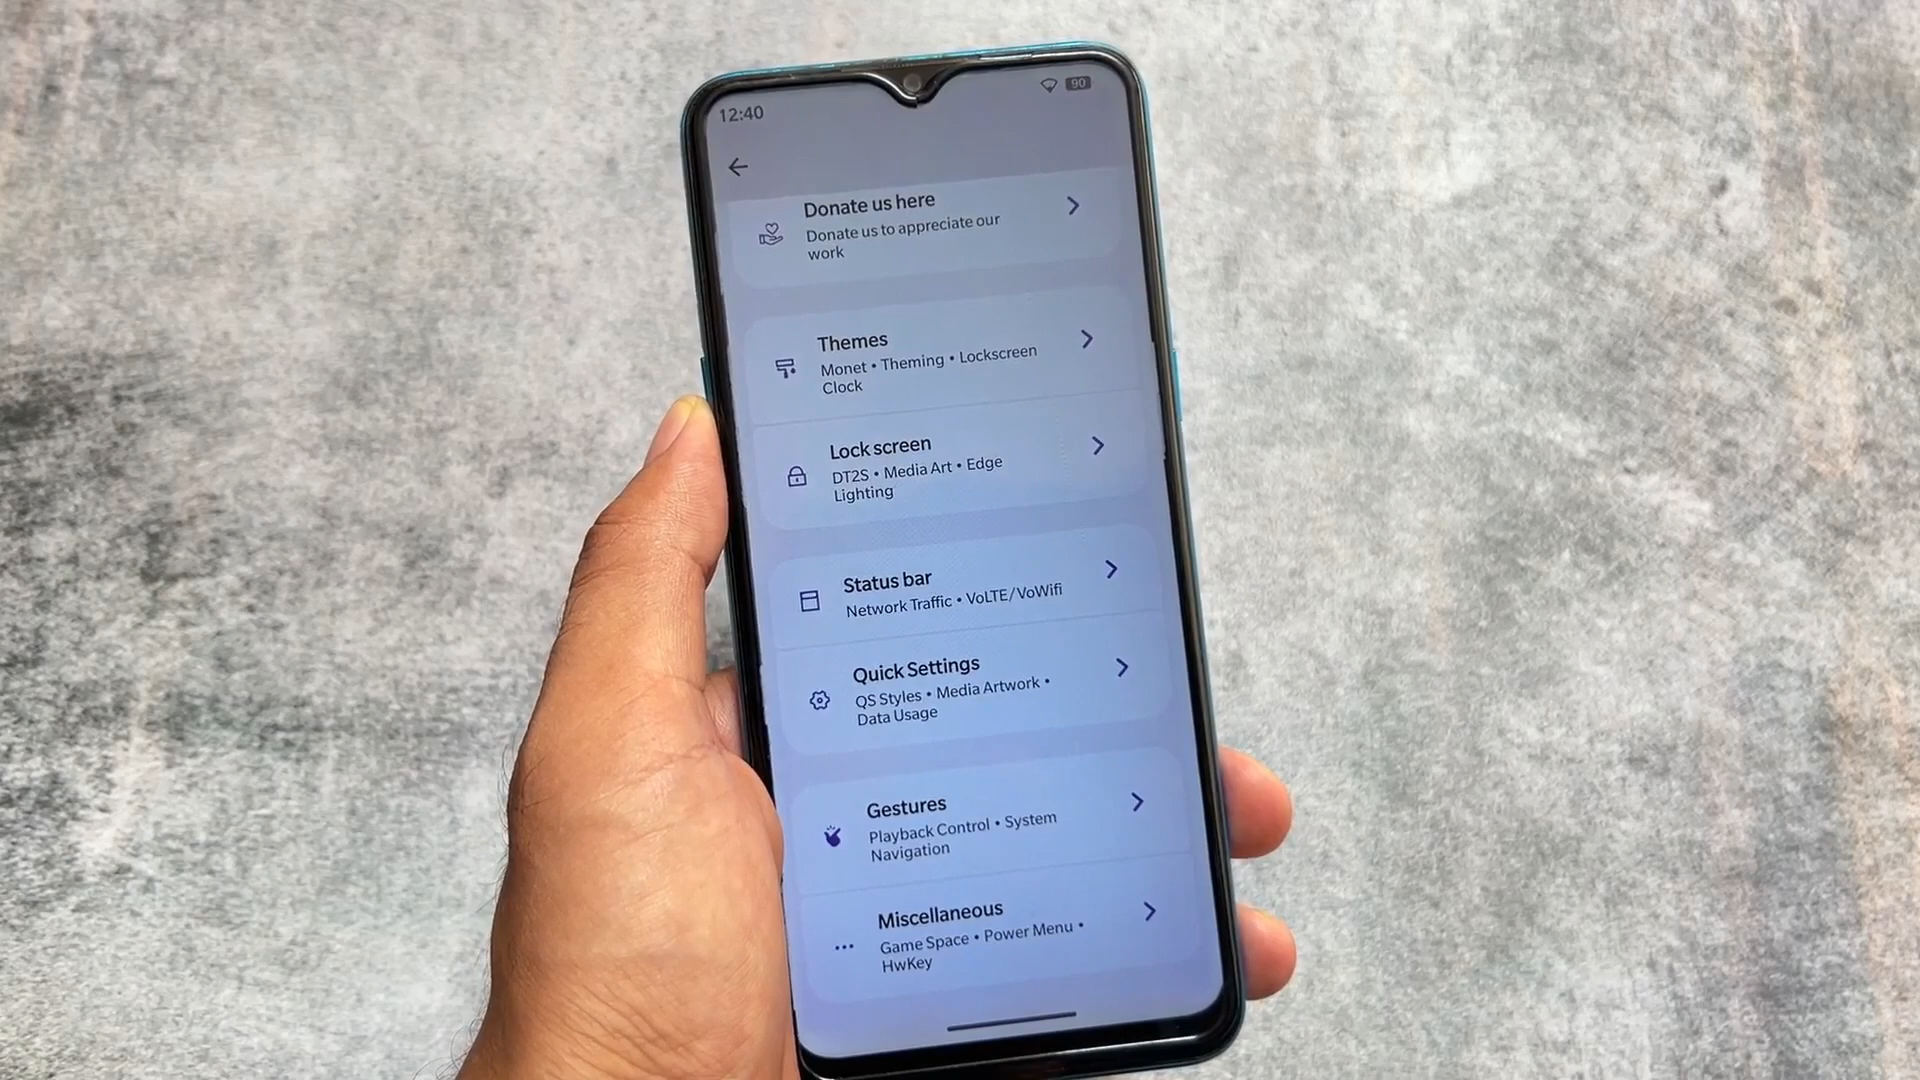 12:40
90
Donate us here
Donate us to appreciate our
work
Themes
Monet • Theming • Lockscreen
Clock
Lock screen
DT2S • Media Art • Edge
Lighting
Status bar
Network Traffic • VoLTE/VoWifi
Quick Settings
QS Styles • Media Artwork •
Data Usage
Gestures
Playback Control • System
Navigation
Miscellaneous
Game Space • Power Menu •
HwKey